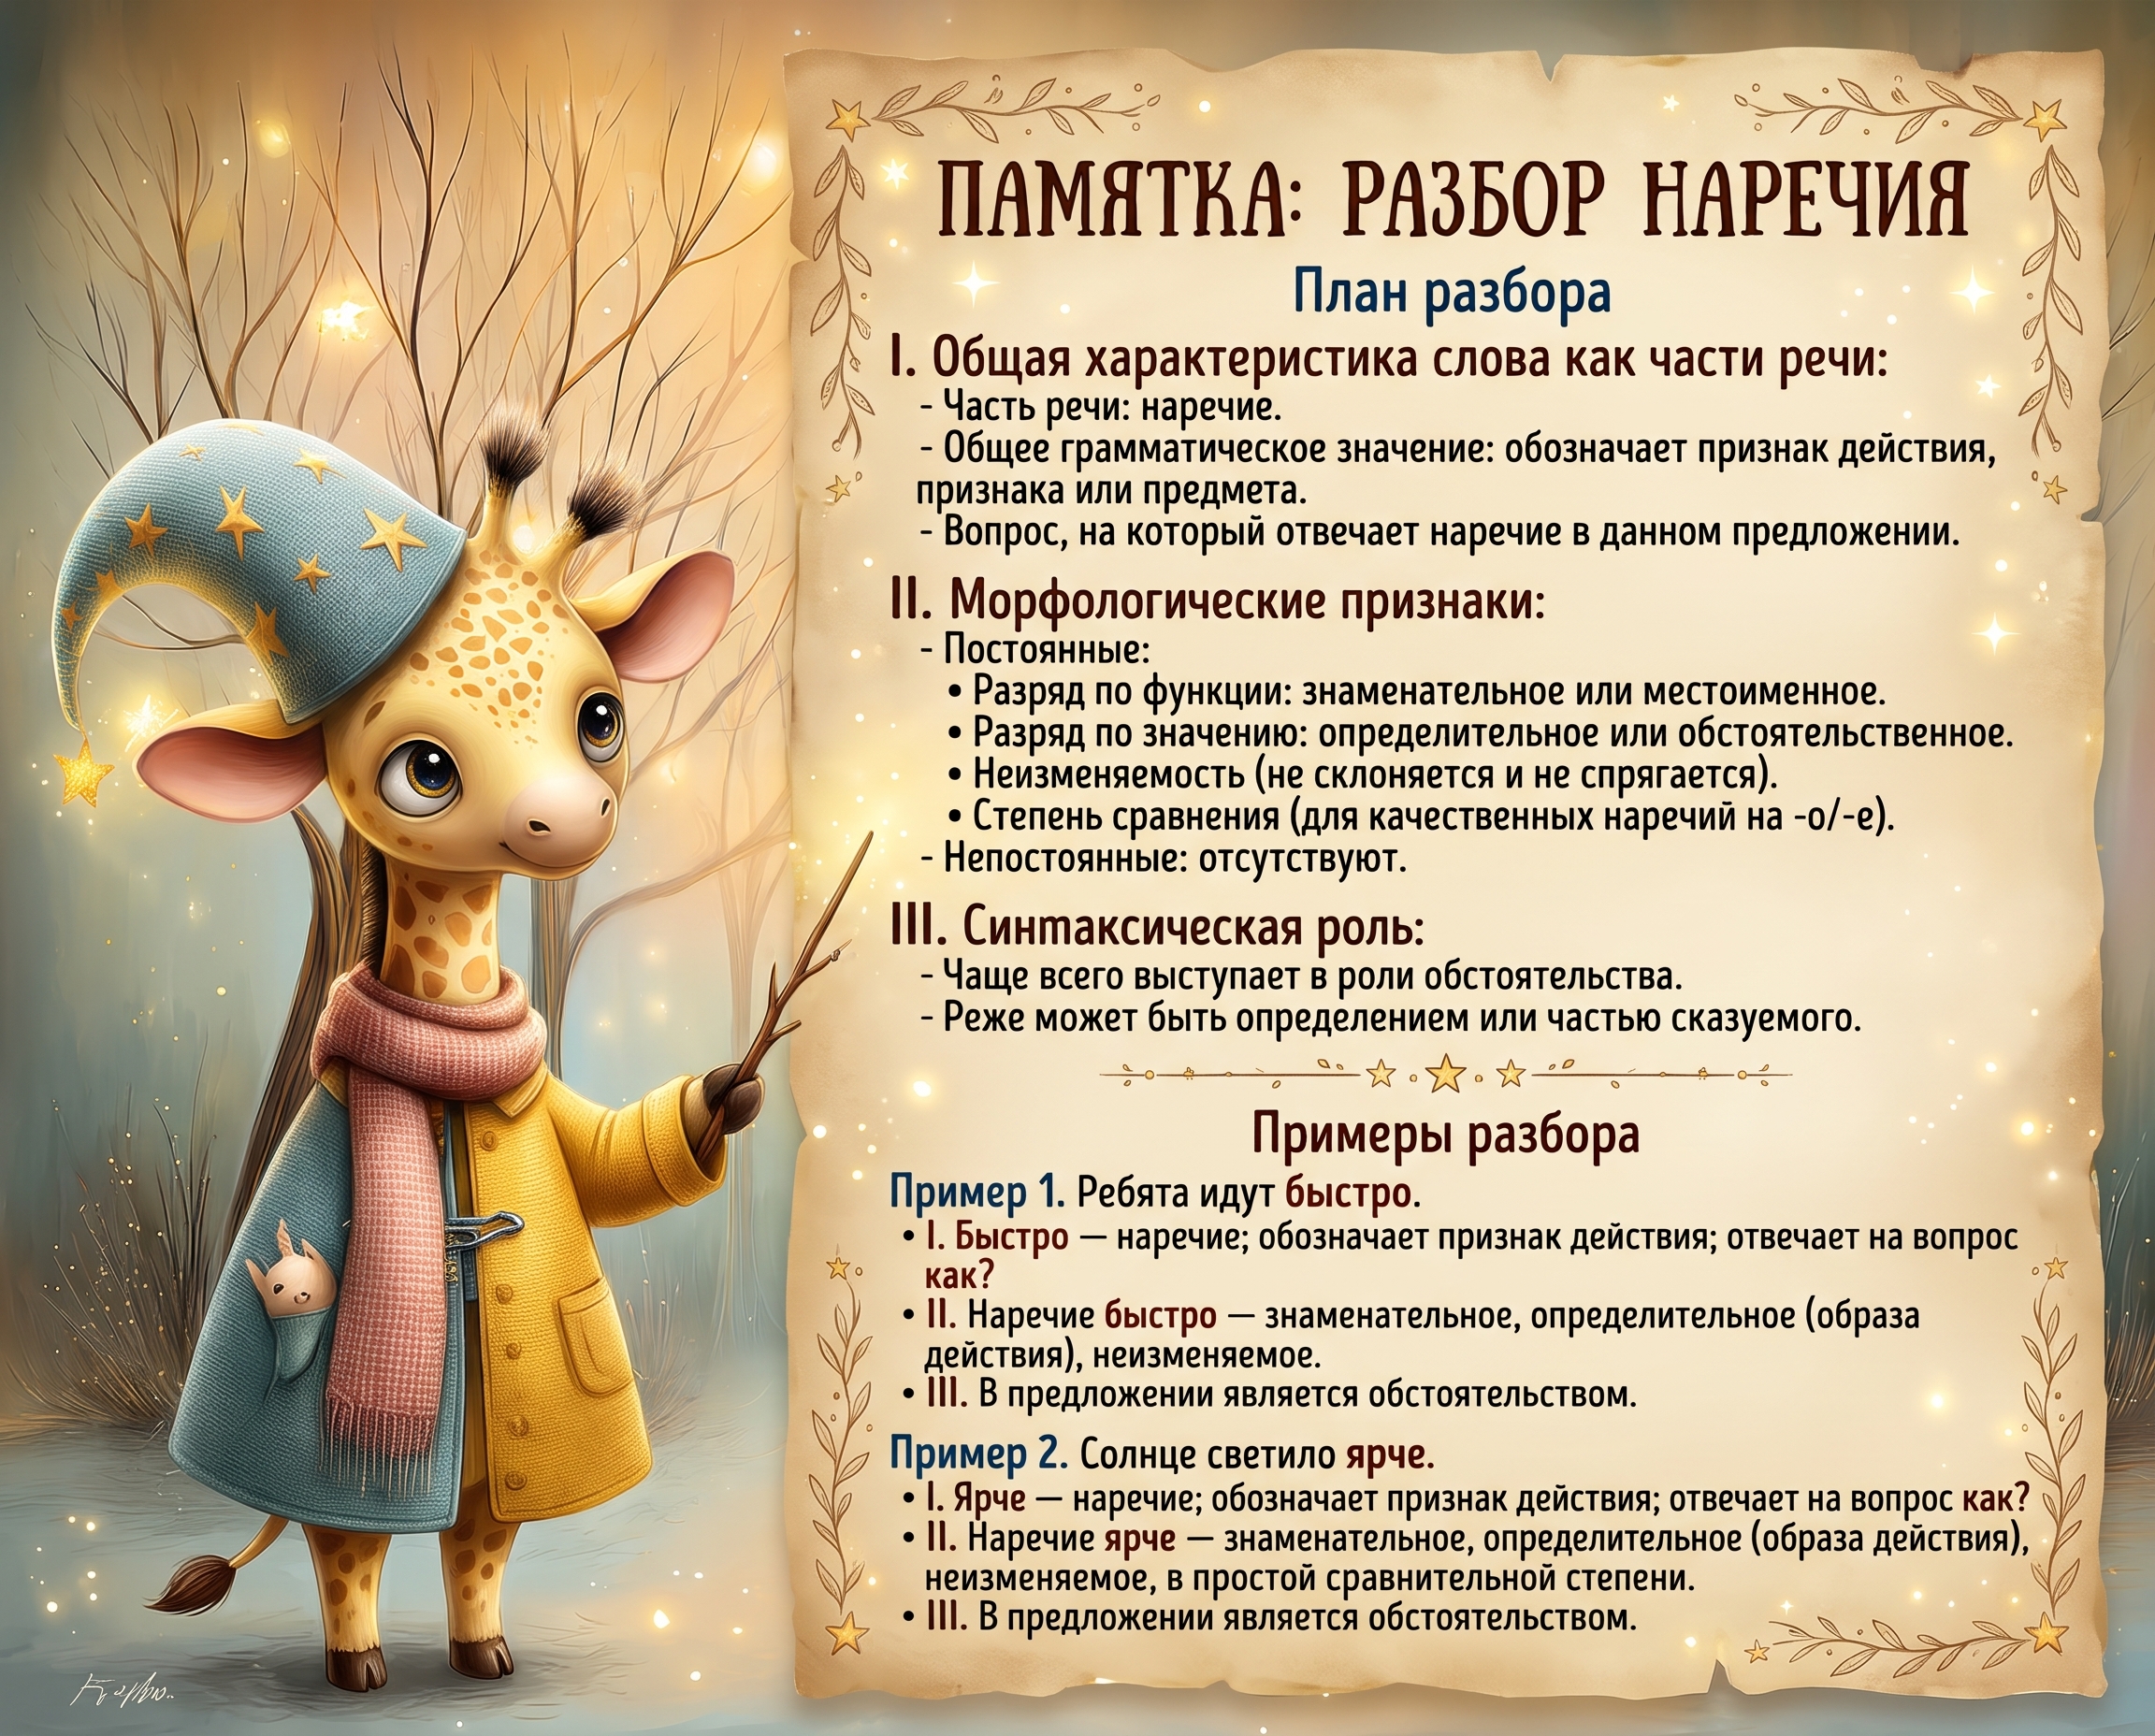 ПАМЯТКА: РАЗБОР НАРЕЧИЯ
План разбора
I. Общая характеристика слова как части речи:
- Часть речи: наречие.
- Общее грамматическое значение: обозначает признак действия,
признака или предмета.
- Вопрос, на который отвечает наречие в данном предложении.
II. Морфологические признаки:
- Постоянные:
• Разряд по функции: знаменательное или местоименное.
• Разряд по значению: определительное или обстоятельственное.
• Неизменяемость (не склоняется и не спрягается).
• Степень сравнения (для качественных наречий на -о/-е).
- Непостоянные: отсутствуют.
III. Синтаксическая роль:
- Чаще всего выступает в роли обстоятельства.
- Реже может быть определением или частью сказуемого.
Примеры разбора
Пример 1. Ребята идут быстро.
• I. Быстро — наречие; обозначает признак действия; отвечает на вопрос
как?
• II. Наречие быстро — знаменательное, определительное (образа
действия), неизменяемое.
• III. В предложении является обстоятельством.
Пример 2. Солнце светило ярче.
• I. Ярче — наречие; обозначает признак действия; отвечает на вопрос как?
• II. Наречие ярче — знаменательное, определительное (образа действия),
неизменяемое, в простой сравнительной степени.
• III. В предложении является обстоятельством.